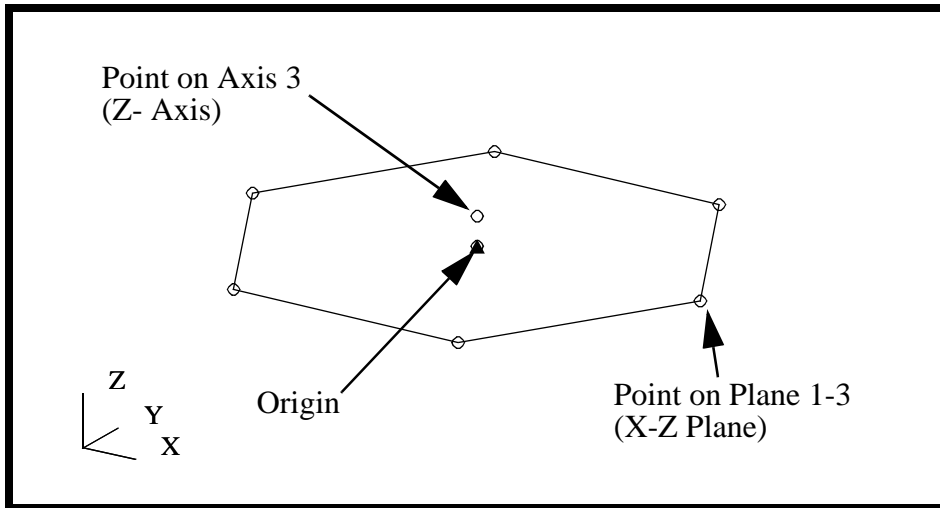 Point on Axis 3
(Z- Axis)
Origin
Point on Plane 1-3
(X-Z Plane)
Z
Y
X